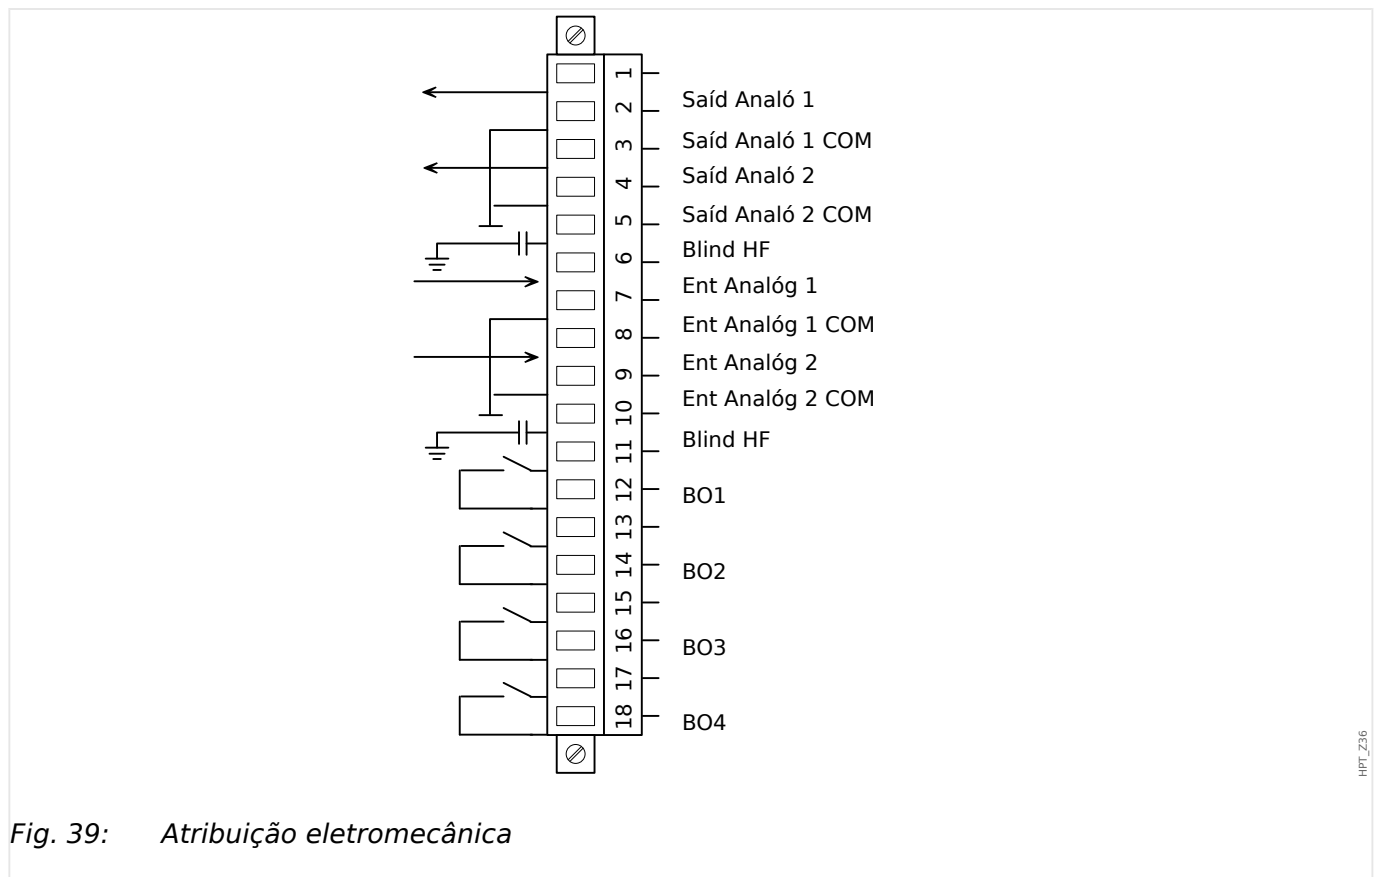 1
2
Saíd Analó 1
3
Saíd Analó 1 COM
4
Saíd Analó 2
5
Saíd Analó 2 COM
6
Blind HF
7
Ent Analóg 1
8
Ent Analóg 1 COM
9
Ent Analóg 2
10
Ent Analóg 2 COM
11
Blind HF
12
BO1
13
14
BO2
15
16
BO3
17
18
BO4
HPT_Z36
Fig. 39: Atribuição eletromecânica